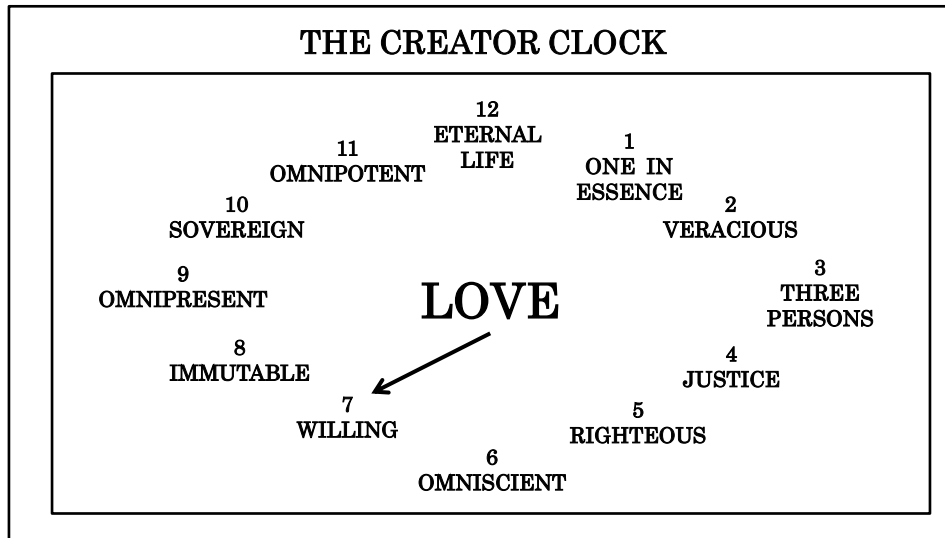 THE CREATOR CLOCK
12
ETERNAL
LIFE
1
ONE IN
ESSENCE
2
VERACIOUS
3
THREE
PERSONS
4
JUSTICE
5
RIGHTEOUS
6
OMNISCIENT
7
WILLING
8
IMMUTABLE
9
OMNIPRESENT
10
SOVEREIGN
11
OMNIPOTENT
LOVE